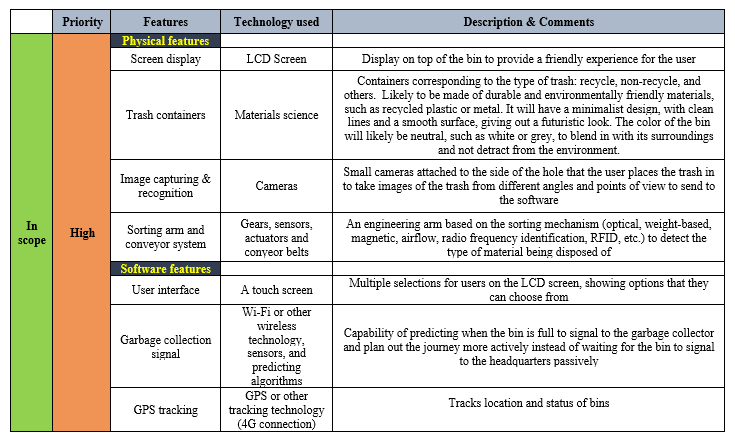 Priority Features Technology used Description & Comments
Physical features
Screen display LCD Screen Display on top of the bin to provide a friendly experience for the user
Trash containers Materials science
Containers corresponding to the type of trash: recycle, non-recycle, and
others. Likely to be made of durable and environmentally friendly materials,
such as recycled plastic or metal. It will have a minimalist design, with clean
lines and a smooth surface, giving out a futuristic look. The color of the bin
will likely be neutral, such as white or grey, to blend in with its surroundings
and not detract from the environment.
Image capturing &
recognition
Cameras
Small cameras attached to the side of the hole that the user places the trash in
to take images of the trash from different angles and points of view to send to
the software
In
scope
High
Sorting arm and
conveyor system
Gears, sensors,
actuators and
conyeor belts
An engineering arm based on the sorting mechanism (optical, weight-based,
magnetic, airflow, radio frequency identification, RFID, etc.) to detect the
type of material being disposed of
Software features
User interface A touch screen
Multiple selections for users on the LCD screen, showing options that they
can choose from
Garbage collection
signal
Wi-Fi or other
wireless
technology,
sensors, and
predicting
algorithms
Capability of predicting when the bin is full to signal to the garbage collector
and plan out the journey more actively instead of waiting for the bin to signal
to the headquarters passively
GPS tracking
GPS or other
tracking technology
(4G connection)
Tracks location and status of bins